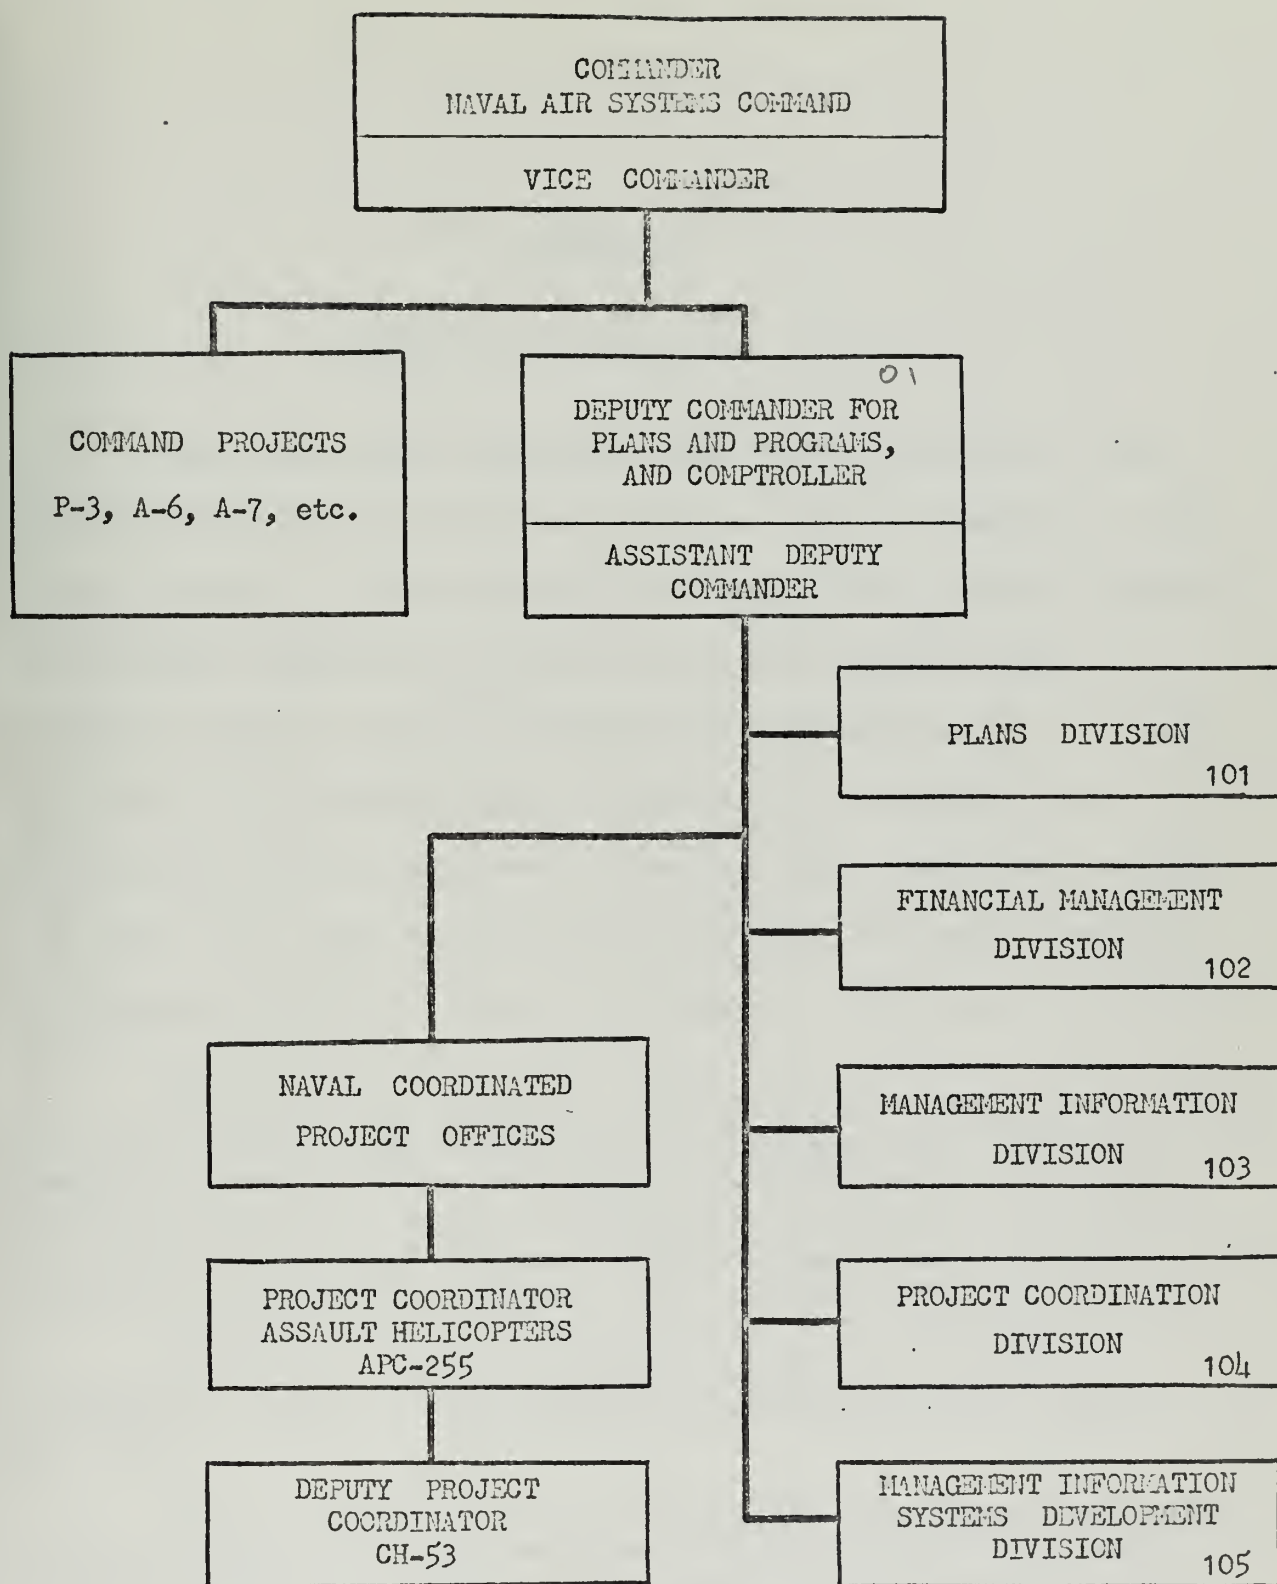 COMMANDER
NAVAL AIR SYSTEMS COMMAND
VICE COMMANDER
COMMAND PROJECTS
P-3, A-6, A-7, etc.
01
DEPUTY COMMANDER FOR
PLANS AND PROGRAMS,
AND COMPTROLLER
ASSISTANT DEPUTY
COMMANDER
PLANS DIVISION
101
FINANCIAL MANAGEMENT
DIVISION
102
NAVAL COORDINATED
PROJECT OFFICES
MANAGEMENT INFORMATION
DIVISION
103
PROJECT COORDINATOR
ASSAULT HELICOPTERS
APC-255
PROJECT COORDINATION
DIVISION
104
DEPUTY PROJECT
COORDINATOR
CH-53
MANAGEMENT INFORMATION
SYSTEMS DEVELOPMENT
DIVISION
105